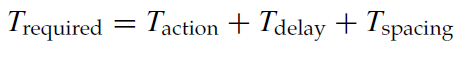 T_required = T_action + T_delay + T_spacing